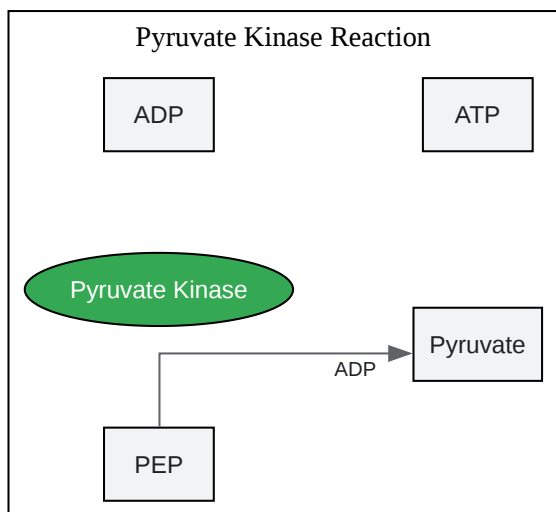 Pyruvate Kinase Reaction
ADP
ATP
Pyruvate Kinase
Pyruvate
ADP
PEP